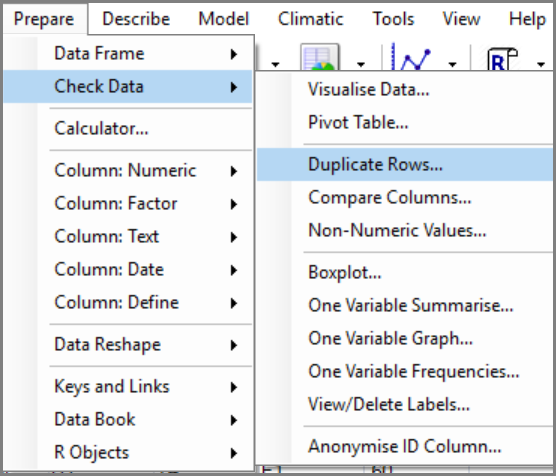 Prepare Describe Model Climatic Tools View Help
Data Frame
Check Data
Calculator...
Column: Numeric
Column: Factor
Column: Text
Column: Date
Column: Define
Data Reshape
Keys and Links
Data Book
R Objects
R
Visualise Data...
Pivot Table...
Duplicate Rows...
Compare Columns...
Non-Numeric Values...
Boxplot...
One Variable Summarise...
One Variable Graph...
One Variable Frequencies...
View/Delete Labels...
Anonymise ID Column...